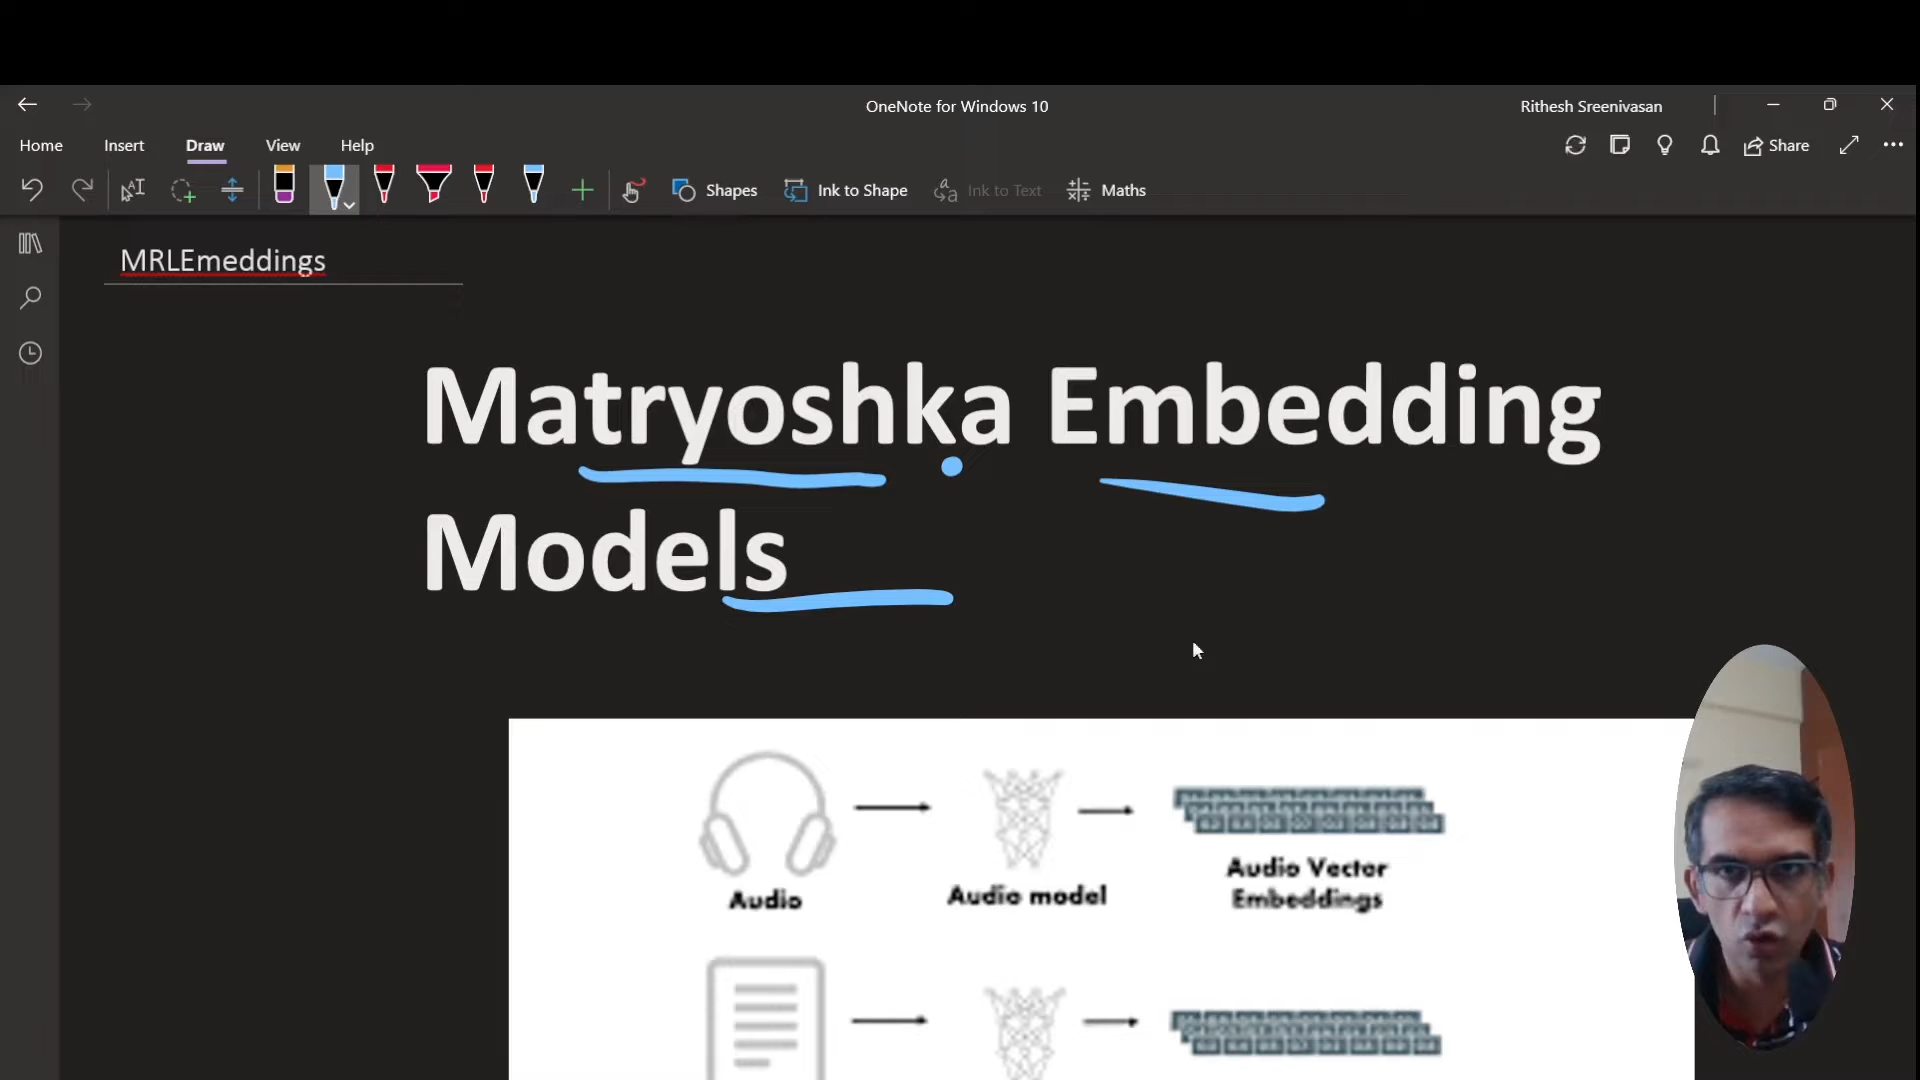 OneNote for Windows 10
Rithesh Sreenivasan
Home Insert Draw View Help
Share
Shapes Ink to Shape Ink to Text Maths
MRLEmeddings
Matryoshka Embedding
Models
Audio
Audio model
Audio Vector
Embeddings